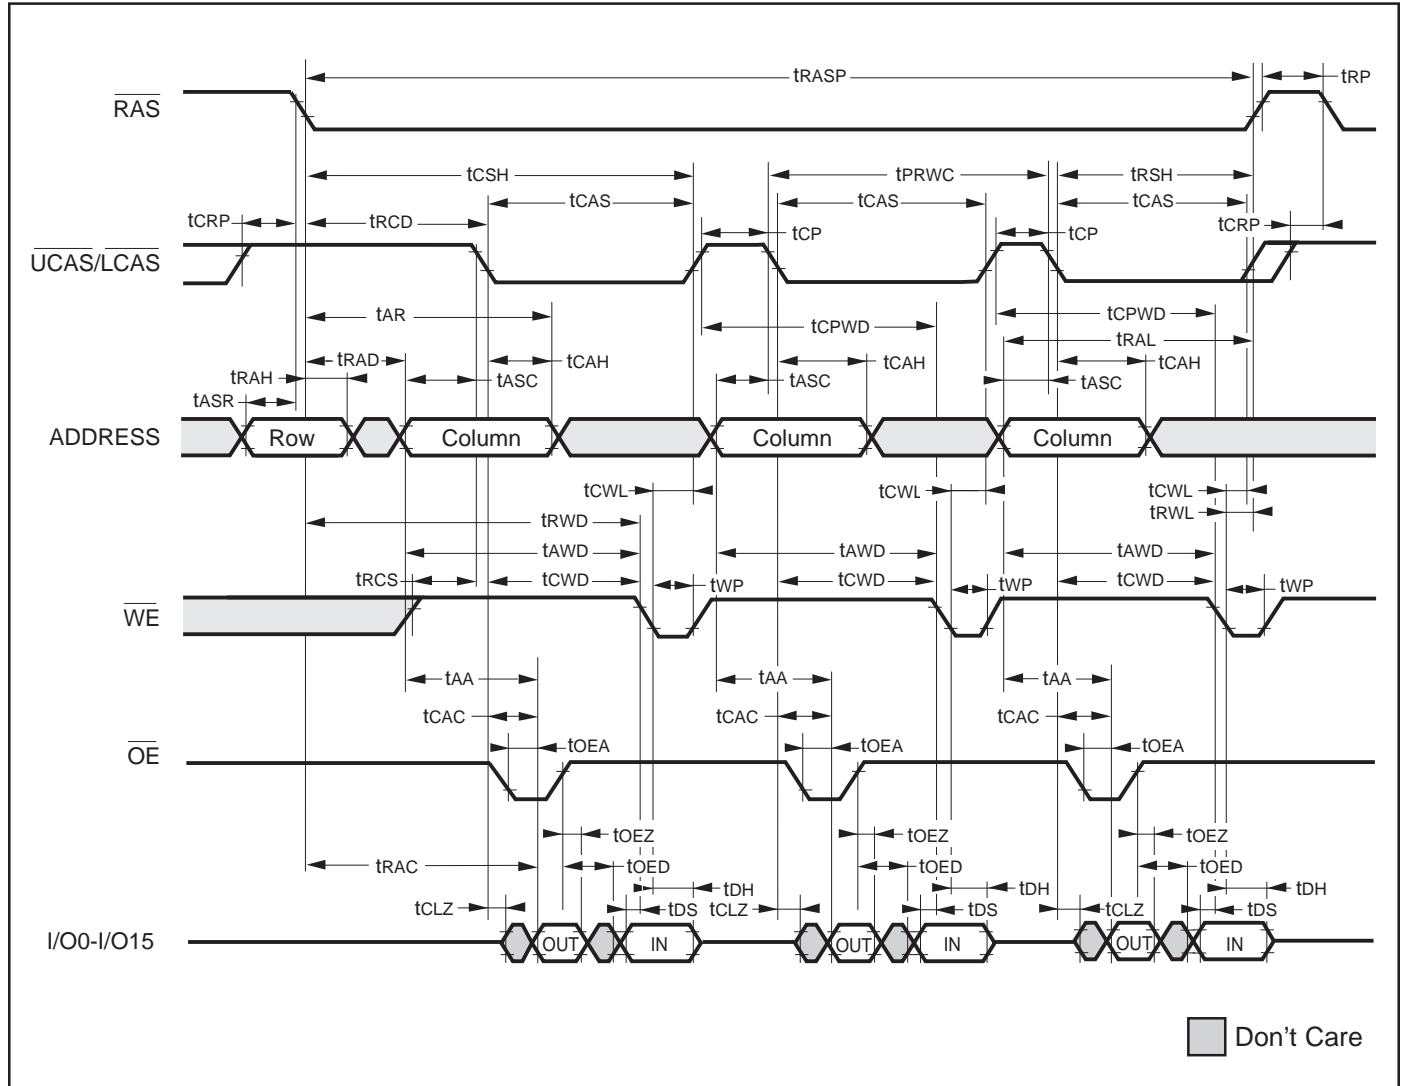 tRASP tRP
RAS
tCSH tPRWC tRSH
tCAS tCAS tCAS
tCRP tRCD tCP tCP tCRP
UCAS/LCAS
tAR tCPWD tCPWD
tRAL
tRAD tCAH tCAH tCAH
tRAH tASC tASC tASC
tASR
ADDRESS Row Column Column Column
tCWL tCWL tCWL
tRWD tRWL
tAWD tAWD tAWD
tRCS tCWD tWP tCWD tWP tCWD tWP
WE
tAA tAA tAA
tCAC tCAC tCAC
OE tOEA tOEA tOEA
tOEZ tOEZ tOEZ
tRAC tOED tOED tOED
tDH tDH tDH
tCLZ tDS tCLZ tDS tCLZ tDS
I/O0-I/O15 OUT IN OUT IN OUT IN
Don't Care